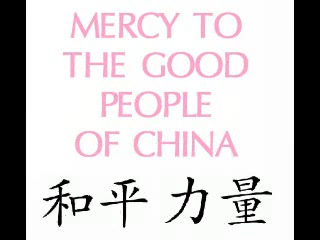 MERCY TO
THE GOOD
PEOPLE
OF CHINA
和平力量